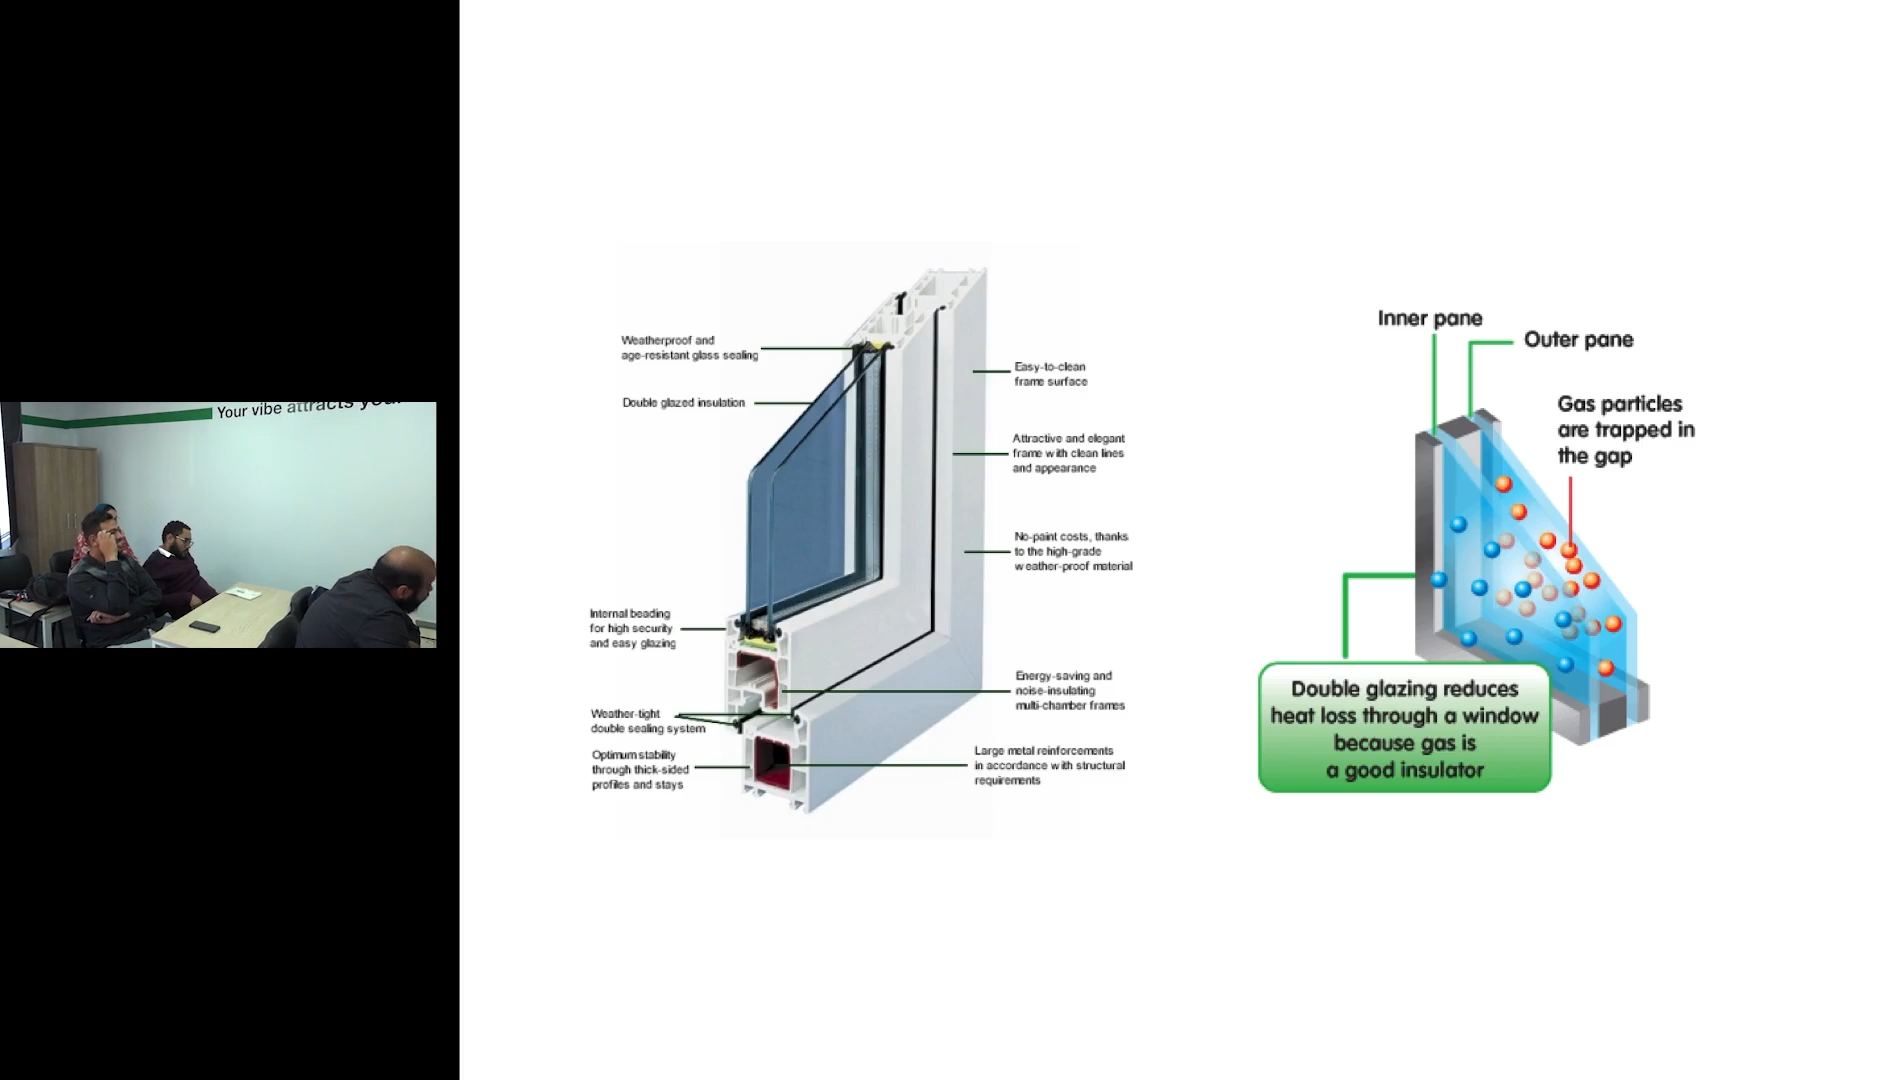 Your vibe attracts your
Weatherproof and
age-resistant glass sealing
Double glazed insulation
Internal beading
for high security
and easy glazing
Weather-tight
double sealing system
Optimum stability
through thick-sided
profiles and stays
Easy-to-clean
frame surface
Attractive and elegant
frame with clean lines
and appearance
No-paint costs, thanks
to the high-grade
weather-proof material
Energy-saving and
noise-insulating
multi-chamber frames
Large metal reinforcements
in accordance with structural
requirements
Inner pane
Outer pane
Gas particles
are trapped in
the gap
Double glazing reduces
heat loss through a window
because gas is
a good insulator